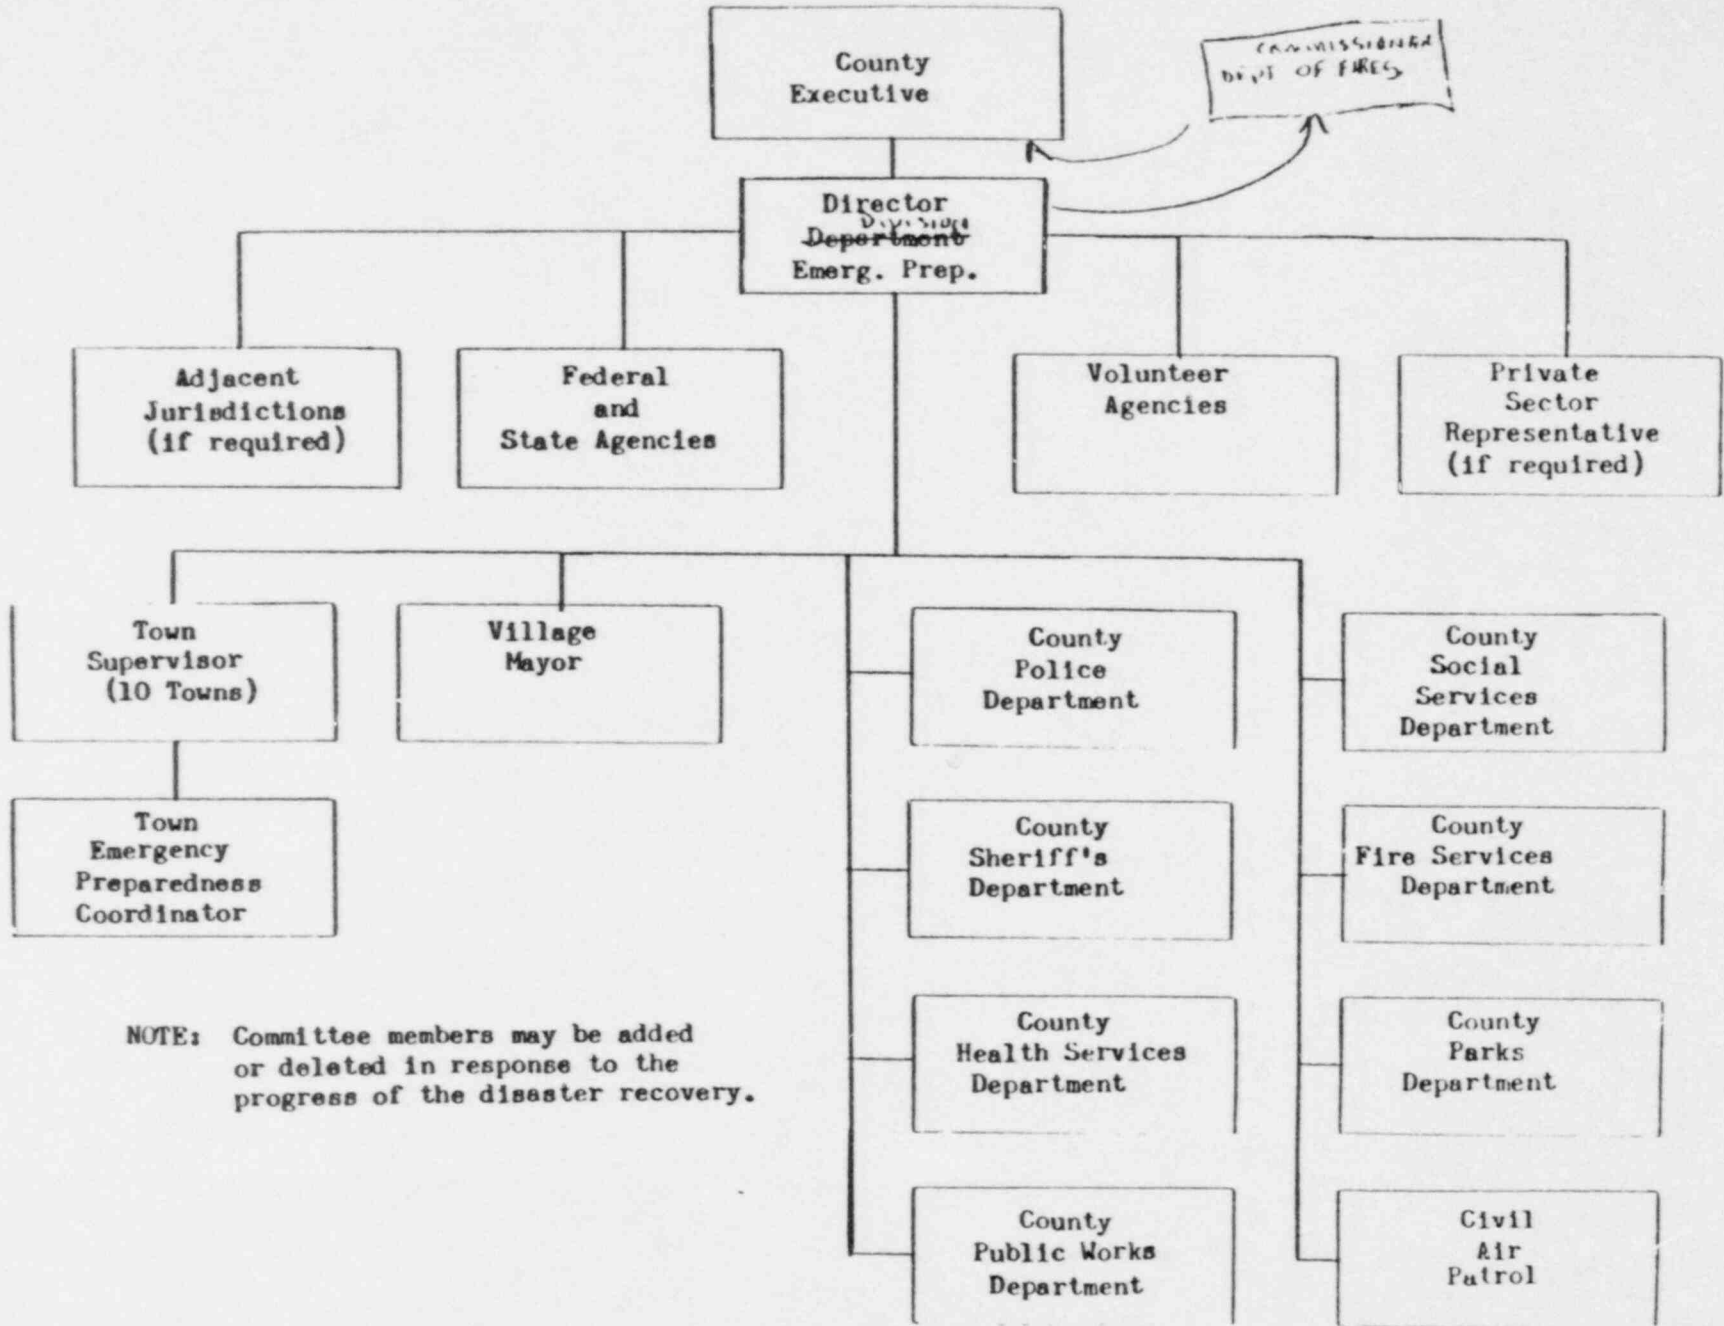 County
Executive
COMMISSIONER
DEPT OF FIRES
Director
Division
Department
Emerg. Prep.
Adjacent
Jurisdictions
(if required)
Federal
and
State Agencies
Volunteer
Agencies
Private
Sector
Representative
(if required)
Town
Supervisor
(10 Towns)
Village
Mayor
County
Police
Department
County
Social
Services
Department
Town
Emergency
Preparedness
Coordinator
County
Sheriff's
Department
County
Fire Services
Department
NOTE: Committee members may be added
or deleted in response to the
progress of the disaster recovery.
County
Health Services
Department
County
Parks
Department
County
Public Works
Department
Civil
Air
Patrol